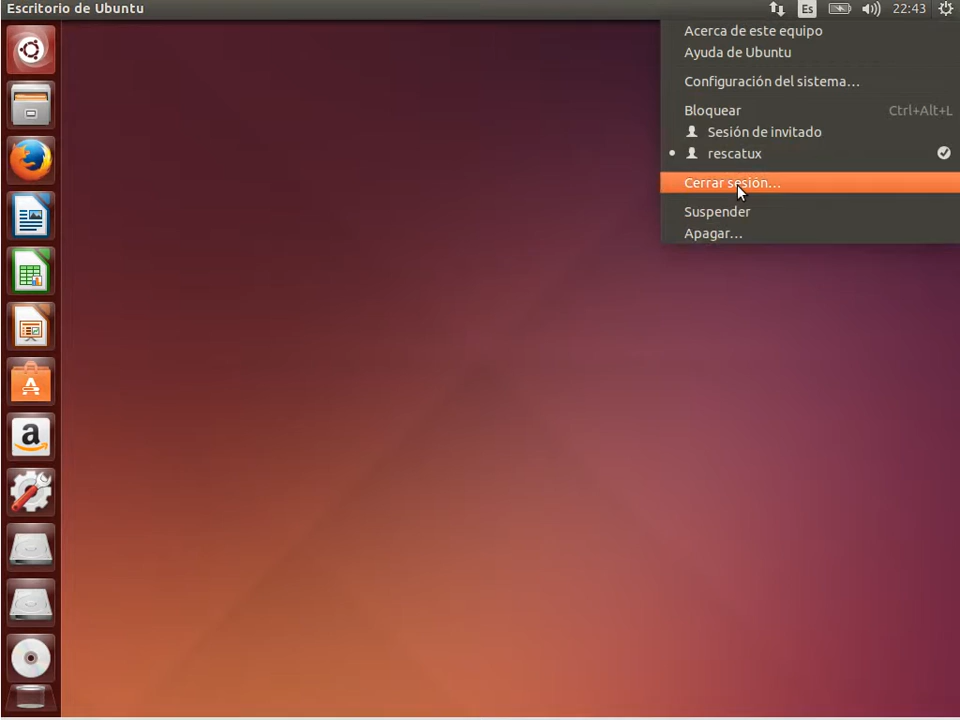 Escritorio de Ubuntu
Es
22:43
Acerca de este equipo
Ayuda de Ubuntu
Configuración del sistema…
Bloquear Ctrl+Alt+L
Sesión de invitado
rescatux
Cerrar sesión…
Suspender
Apagar…